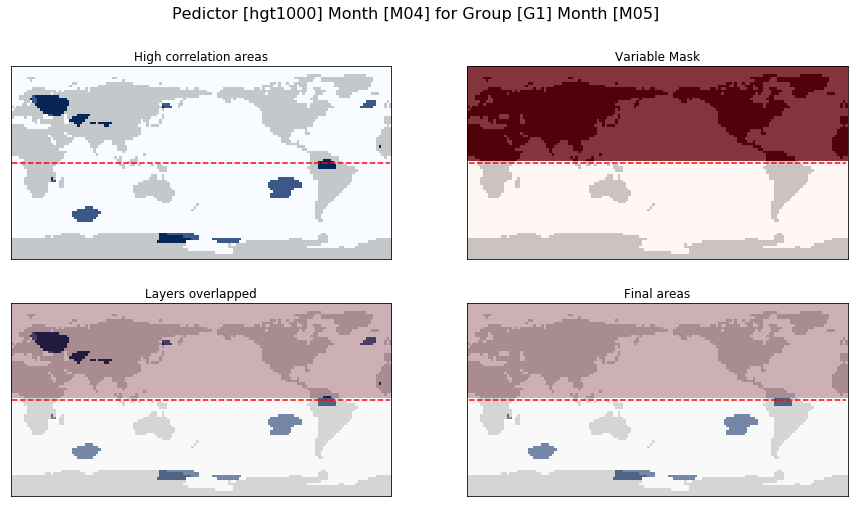 Pedictor [hgt1000] Month [M04] for Group [G1] Month [M05]
High correlation areas
Variable Mask
Layers overlapped
Final areas